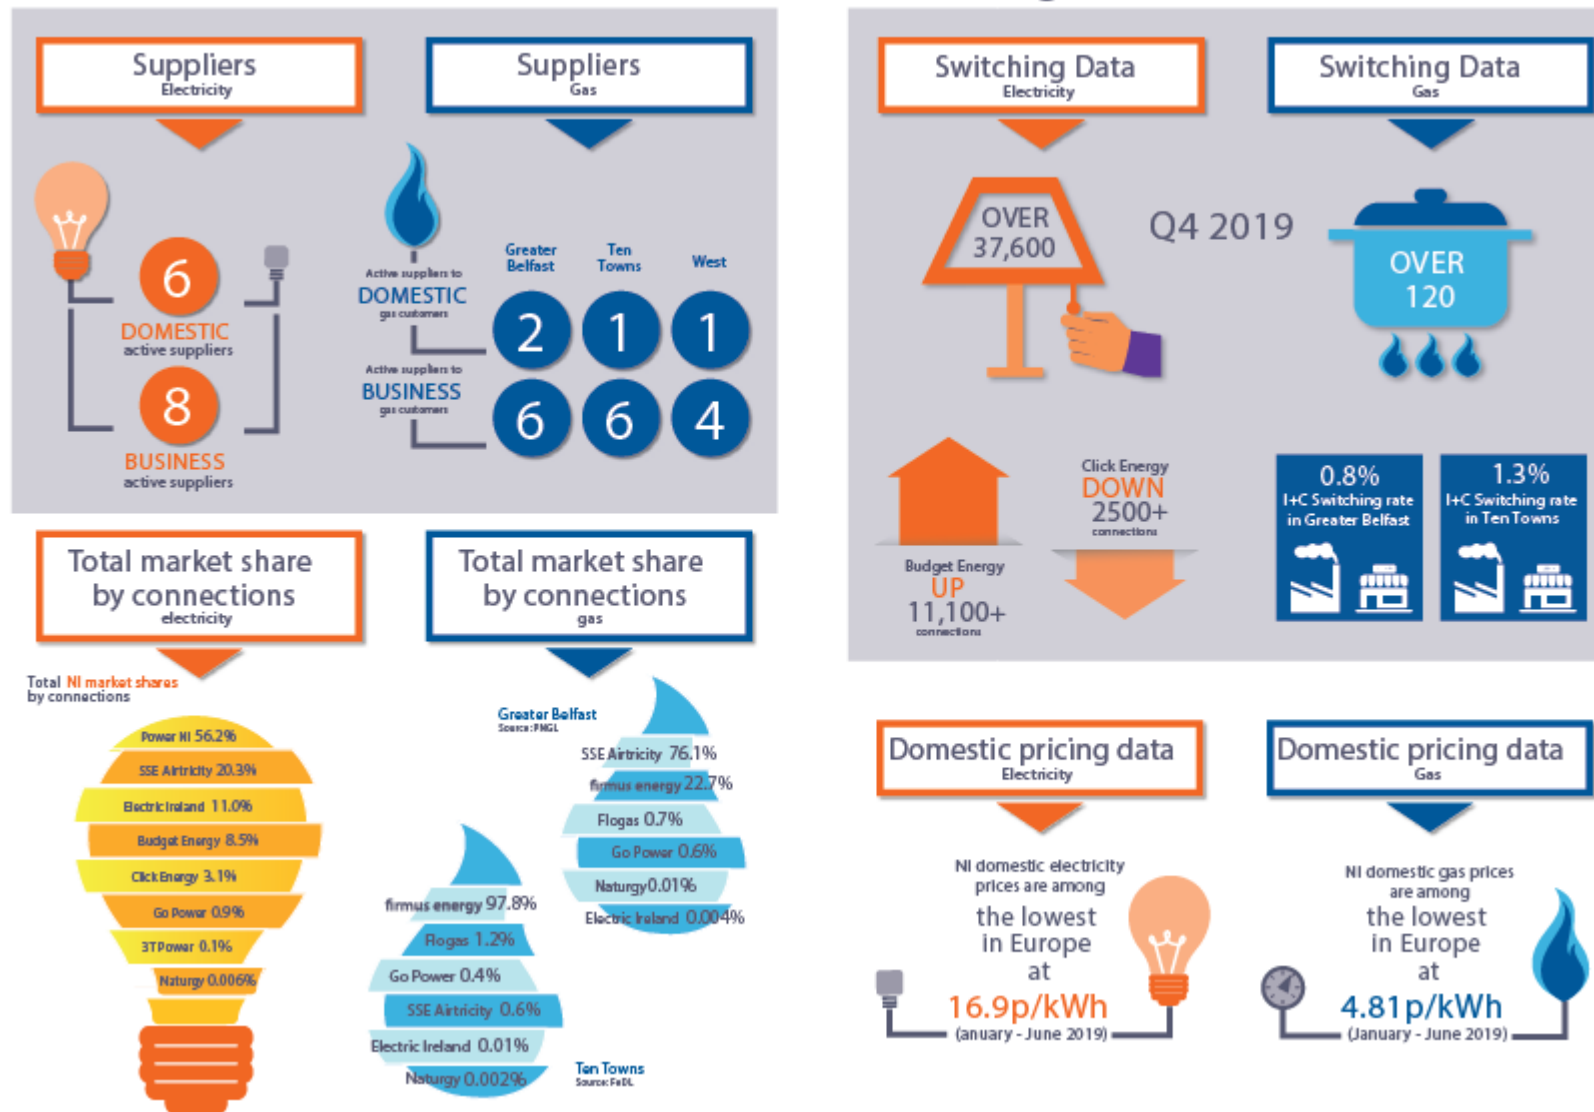 Suppliers
Electricity
Suppliers
Gas
6
DOMESTIC
active suppliers
8
BUSINESS
active suppliers
Greater
Belfast
Ten
Towns
West
Active suppliers to
DOMESTIC
gas customers
2 1 1
Active suppliers to
BUSINESS
gas customers
6 6 4
Switching Data
Electricity
Switching Data
Gas
OVER
37,600
Q4 2019
OVER
120
Budget Energy
UP
11,100+
connections
Click Energy
DOWN
2500+
connections
0.8%
I+C Switching rate
in Greater Belfast
1.3%
I+C Switching rate
in Ten Towns
Total market share
by connections
electricity
Total market share
by connections
gas
Total NI market shares
by connections
Power NI 56.2%
SSE Airtricity 20.3%
Electric Ireland 11.0%
Budget Energy 8.5%
Click Energy 3.1%
Go Power 0.9%
3T Power 0.1%
Naturgy 0.006%
Greater Belfast
Source: PNGL
SSE Airtricity 76.1%
firmus energy 22.7%
Flogas 0.7%
Go Power 0.6%
Naturgy 0.01%
Electric Ireland 0.004%
firmus energy 97.8%
Flogas 1.2%
Go Power 0.4%
SSE Airtricity 0.6%
Electric Ireland 0.01%
Naturgy 0.002%
Ten Towns
Source: FeDL
Domestic pricing data
Electricity
Domestic pricing data
Gas
NI domestic electricity
prices are among
the lowest
in Europe
at
16.9p/kWh
(anuary - June 2019)
NI domestic gas prices
are among
the lowest
in Europe
at
4.81p/kWh
(January - June 2019)